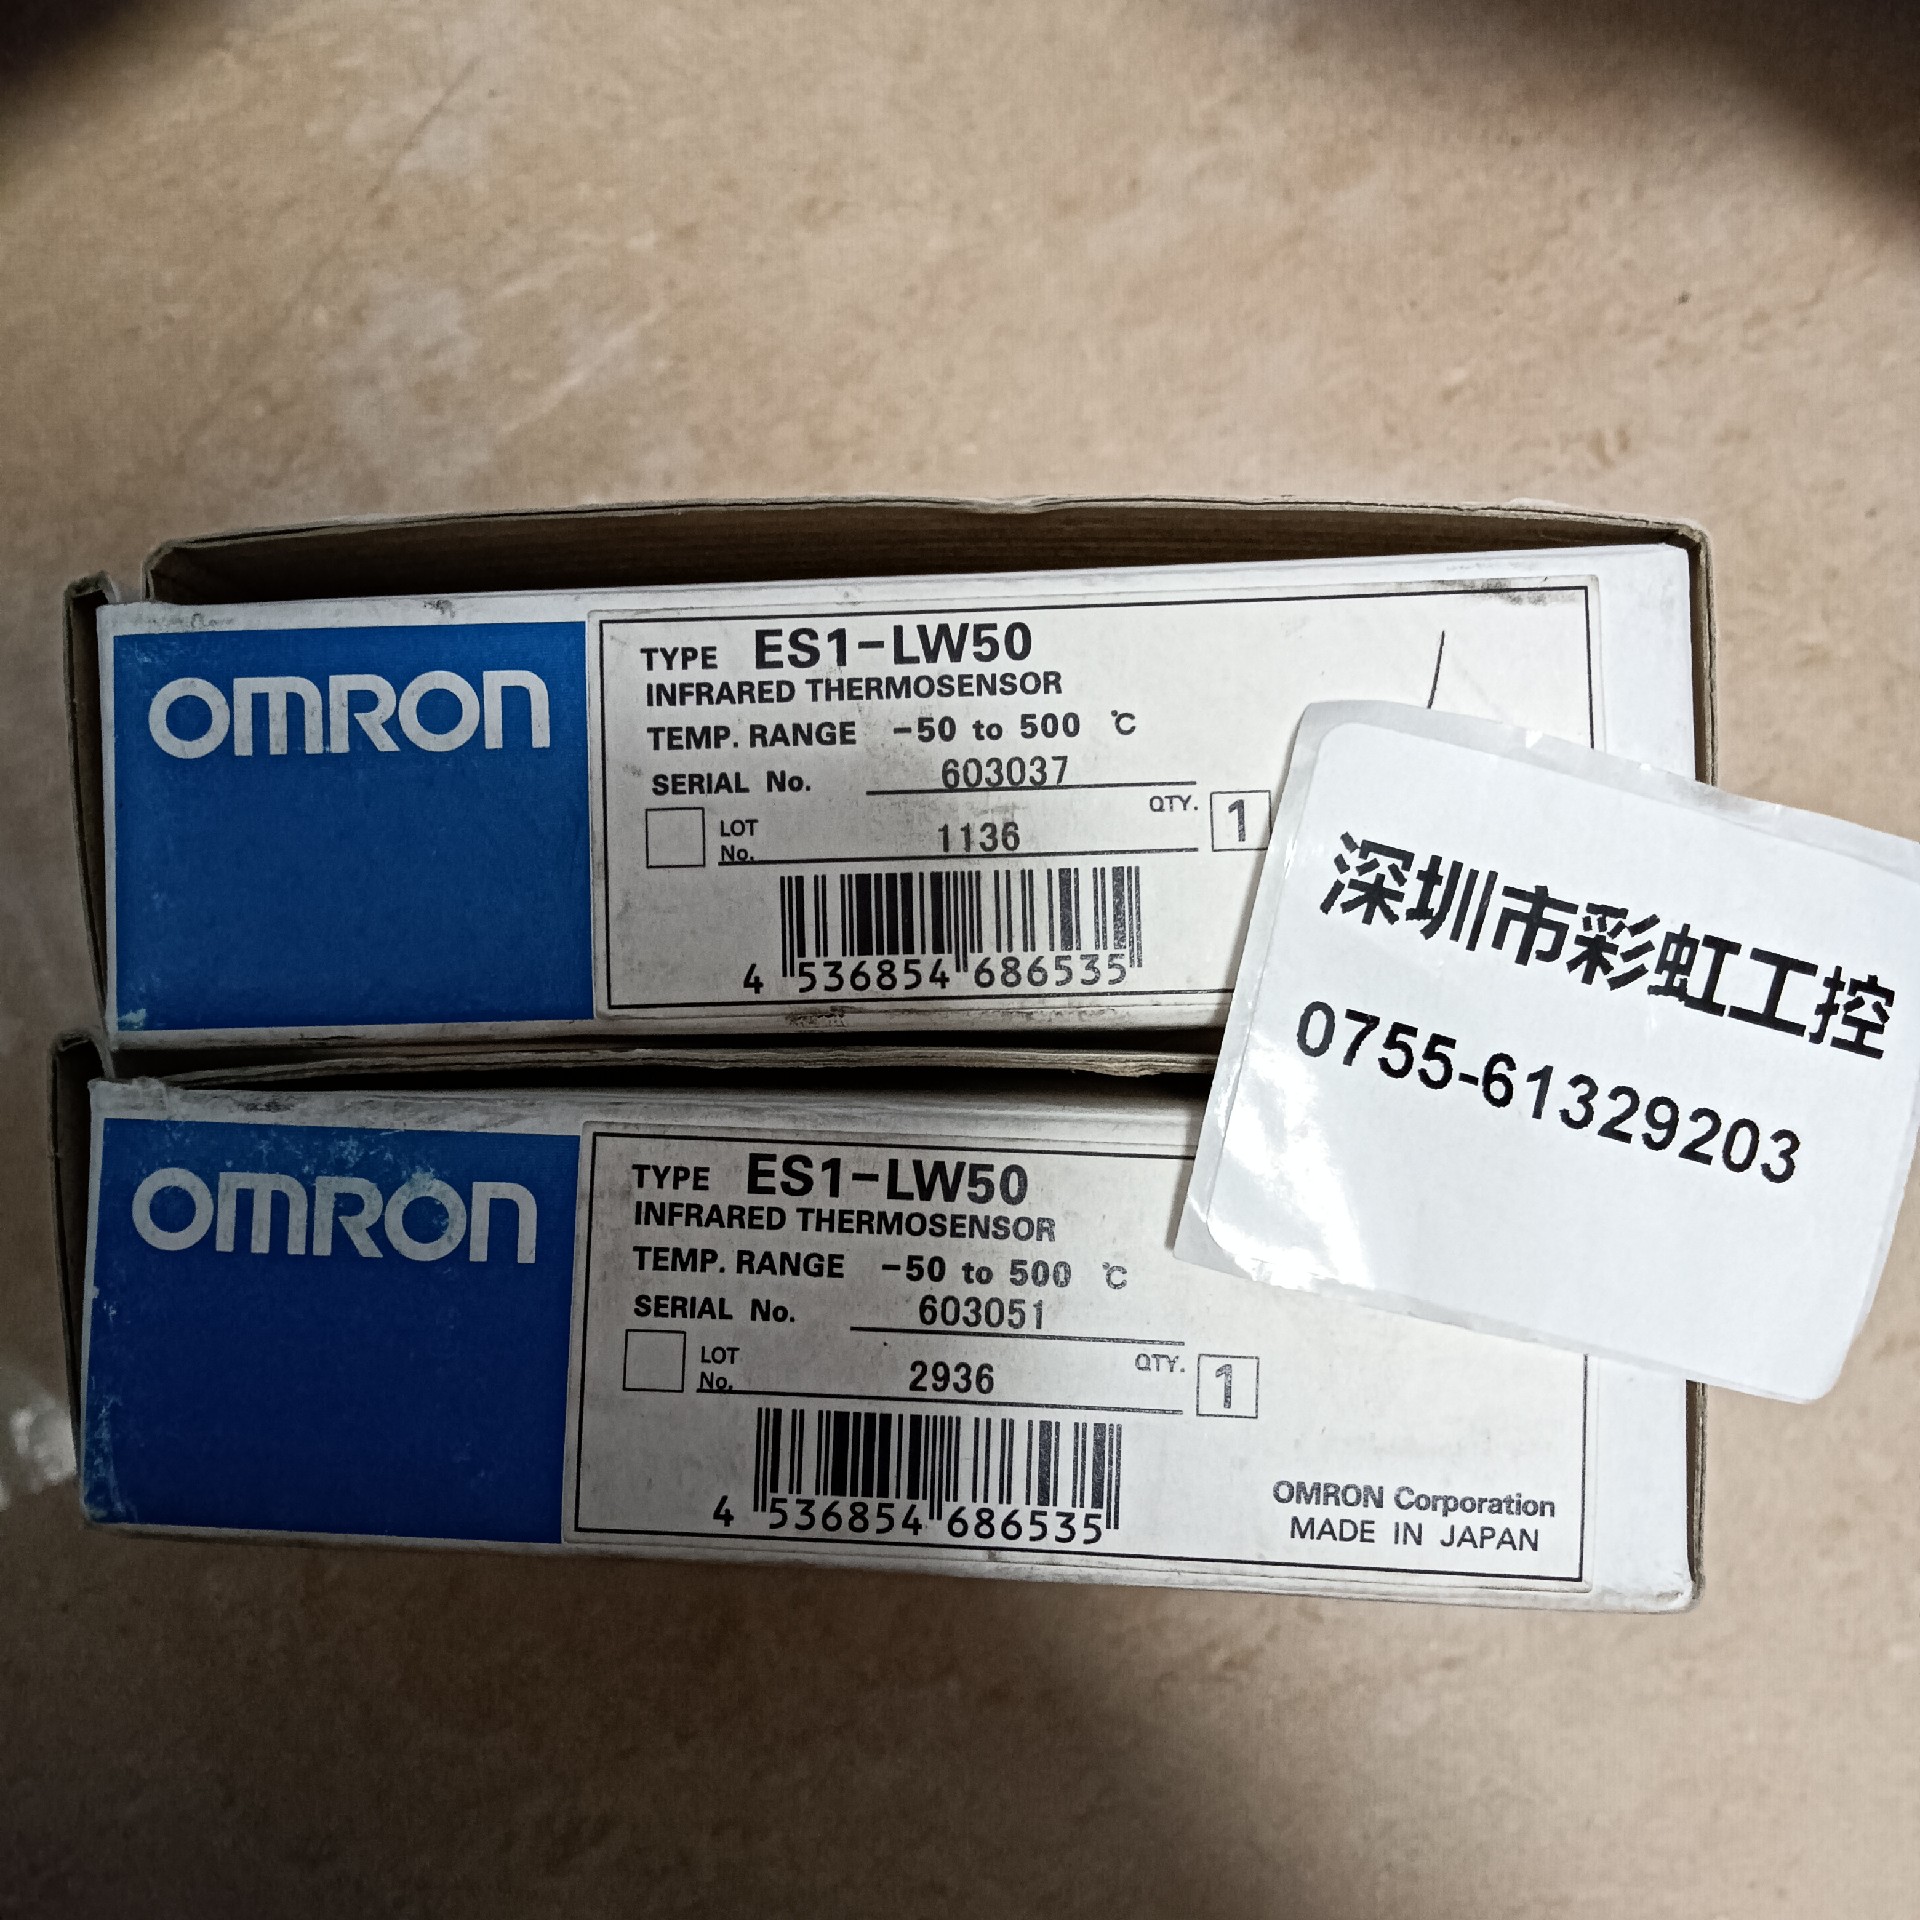 OMRON
TYPE ES1-LW50
INFRARED THERMOSENSOR
TEMP. RANGE -50 to 500 ℃
SERIAL No. 603037
QTY. 1
LOT No. 1136
4 536854 686535
深圳市彩虹工控
0755-61329203
OMRON
TYPE ES1-LW50
INFRARED THERMOSENSOR
TEMP. RANGE -50 to 500 ℃
SERIAL No. 603051
QTY. 1
LOT No. 2936
4 536854 686535
OMRON Corporation
MADE IN JAPAN